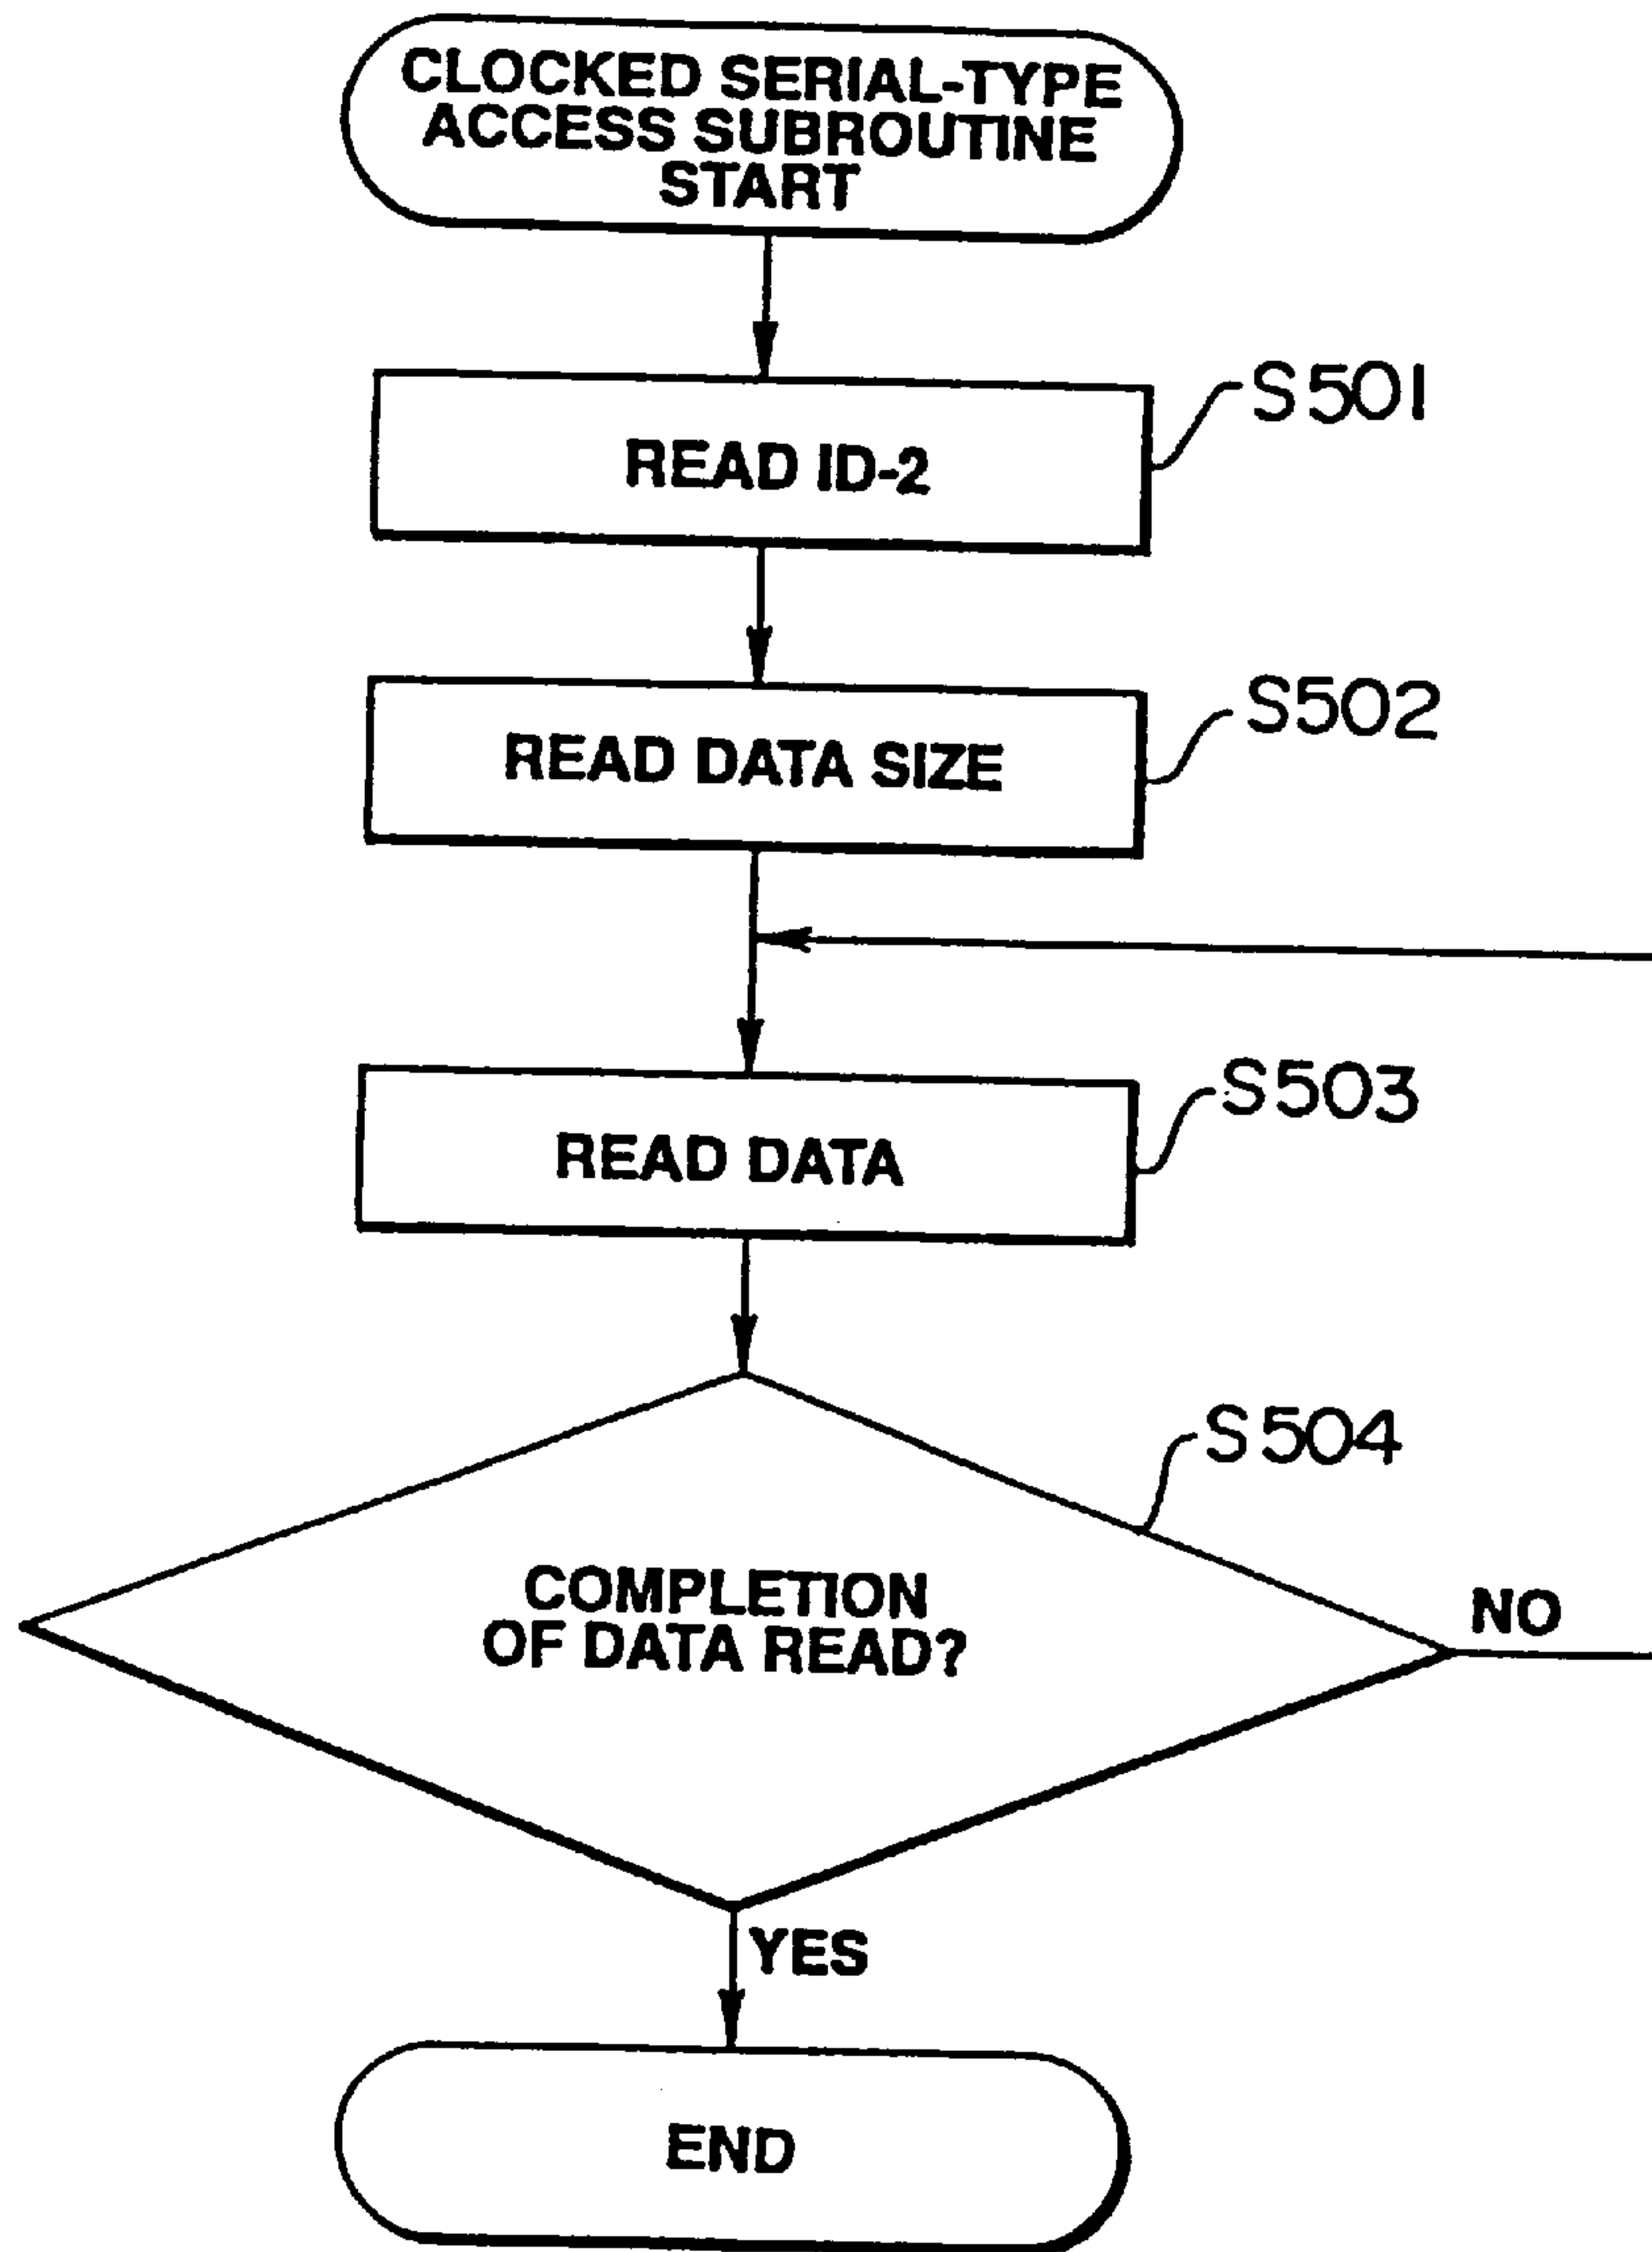 CLOCKED SERIAL-TYPE
ACCESS SUBROUTINE
START
S501
READ ID-2
S502
READ DATA SIZE
S503
READ DATA
S504
COMPLETION
OF DATA READ?
NO
YES
END